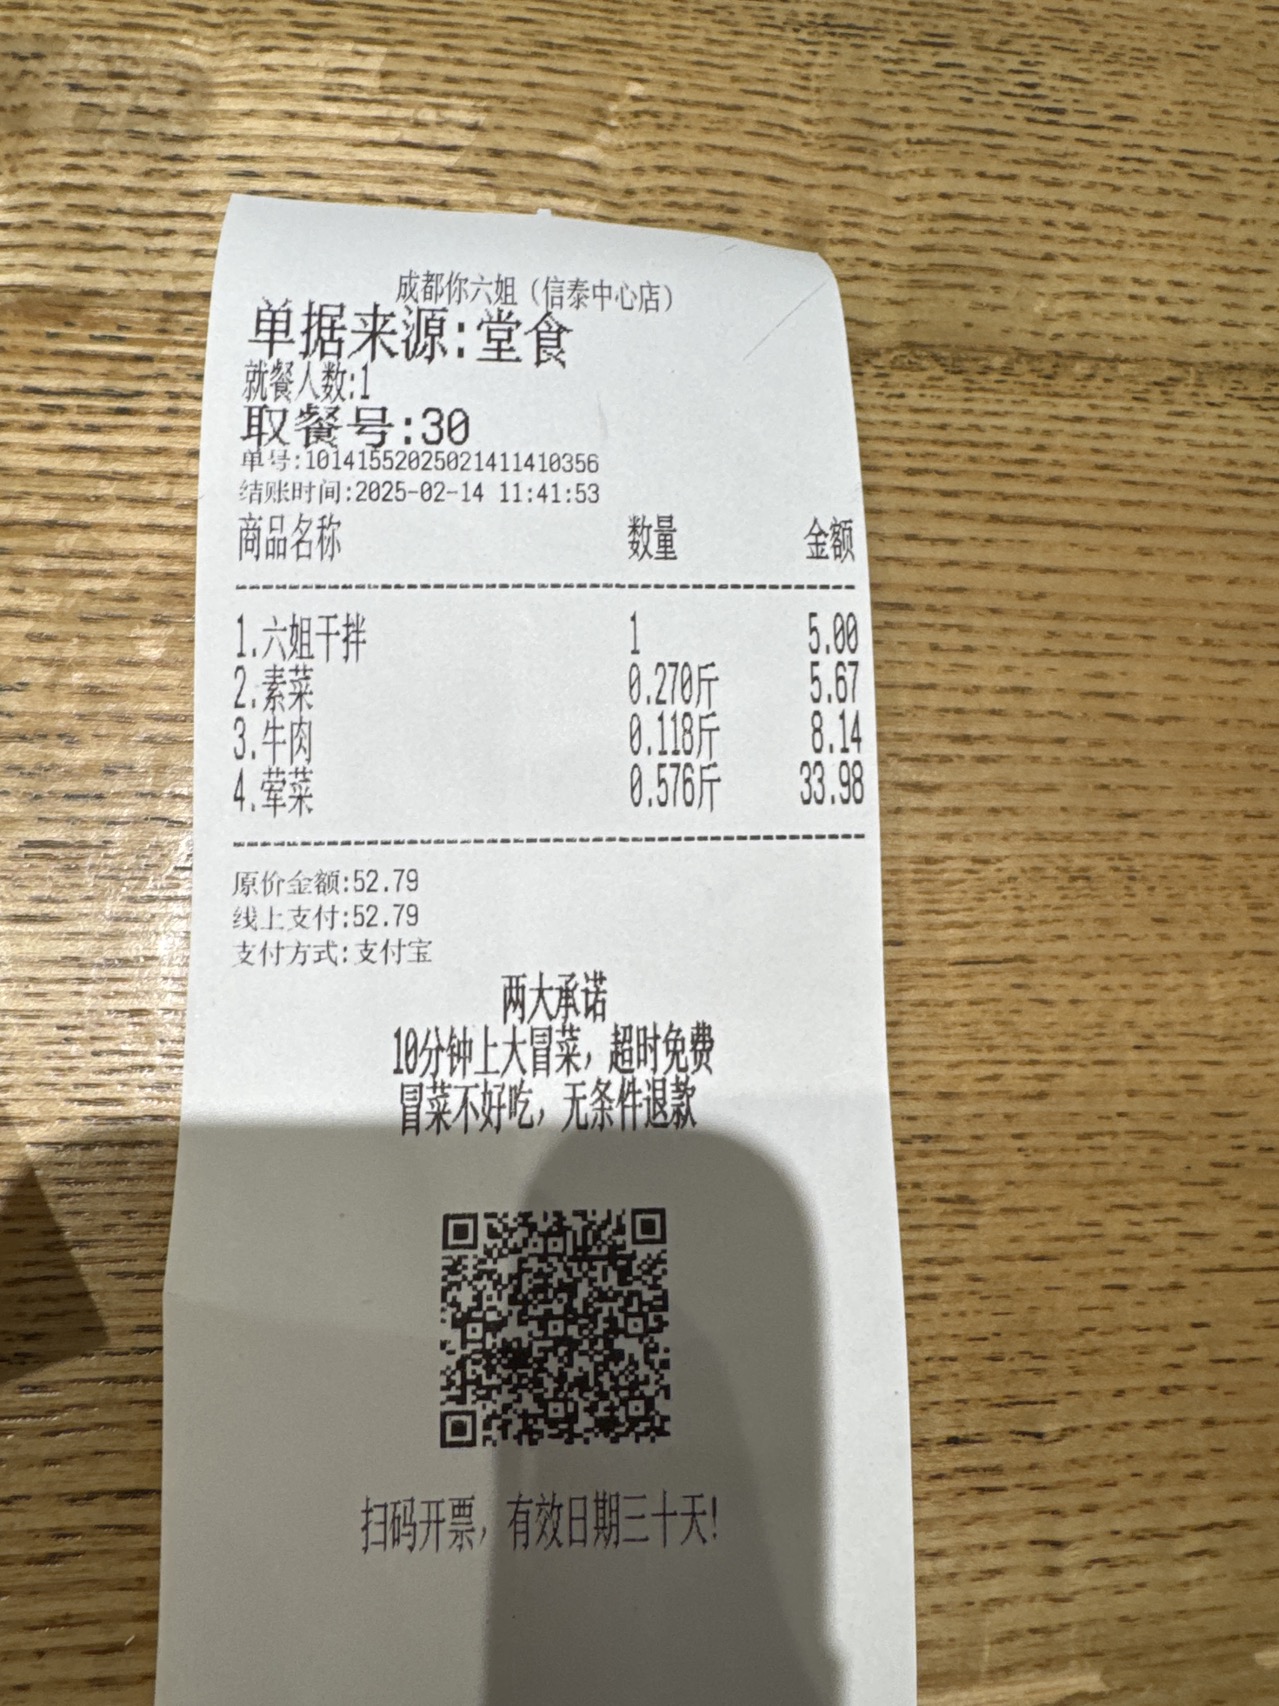 成都你六姐（信泰中心店）
单据来源:堂食
就餐人数:1
取餐号:30
单号:10141552025021411410356
结账时间:2025-02-14 11:41:53
商品名称 数量 金额
1.六姐干拌 1 5.00
2.素菜 0.270斤 5.67
3.牛肉 0.118斤 8.14
4.荤菜 0.576斤 33.98
原价金额:52.79
线上支付:52.79
支付方式:支付宝
两大承诺
10分钟上大冒菜，超时免费
冒菜不好吃，无条件退款
扫码开票，有效日期三十天!